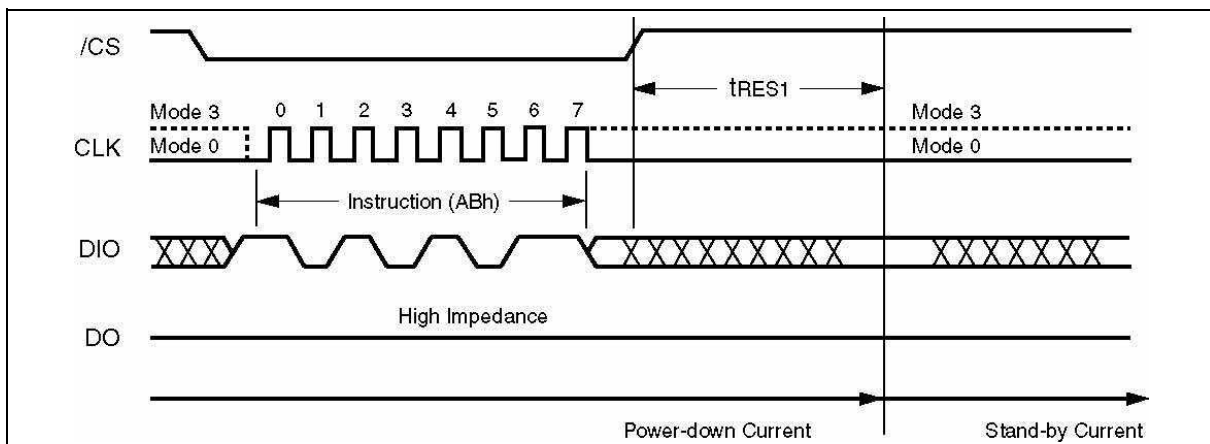 /CS
tRES1
Mode 3 0 1 2 3 4 5 6 7 Mode 3
CLK Mode 0 Mode 0
Instruction (ABh)
DIO
High Impedance
DO
Power-down Current Stand-by Current